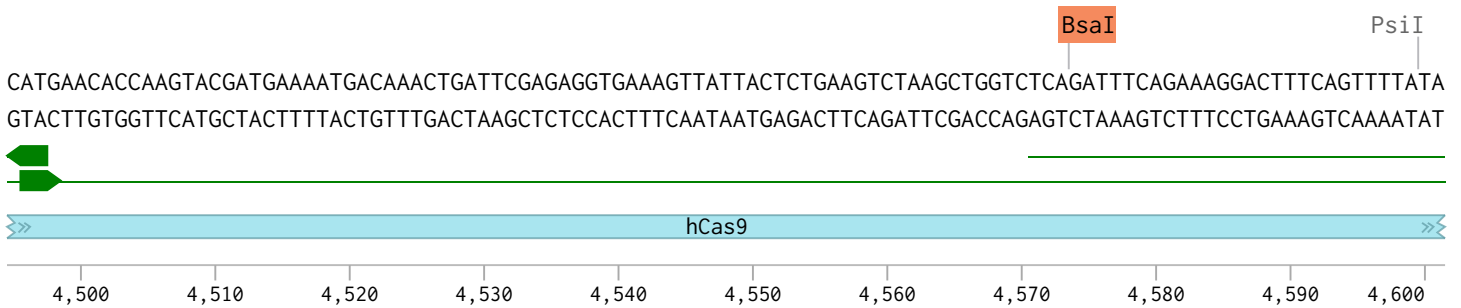 BsaI PsiI
CATGAACACCAAGTACGATGAAAATGACAAACTGATTCGAGAGGTGAAAGTTATTACTCTGAAGTCTAAGCTGGTCTCAGATTTCAGAAAGGACTTTCAGTTTTATA
GTACTTGTGGTTCATGCTACTTTTACTGTTTGACTAAGCTCTCCACTTTCAATAATGAGACTTCAGATTCGACCAGAGTCTAAAGTCTTTCCTGAAAGTCAAAATAT
hCas9
4,500 4,510 4,520 4,530 4,540 4,550 4,560 4,570 4,580 4,590 4,600